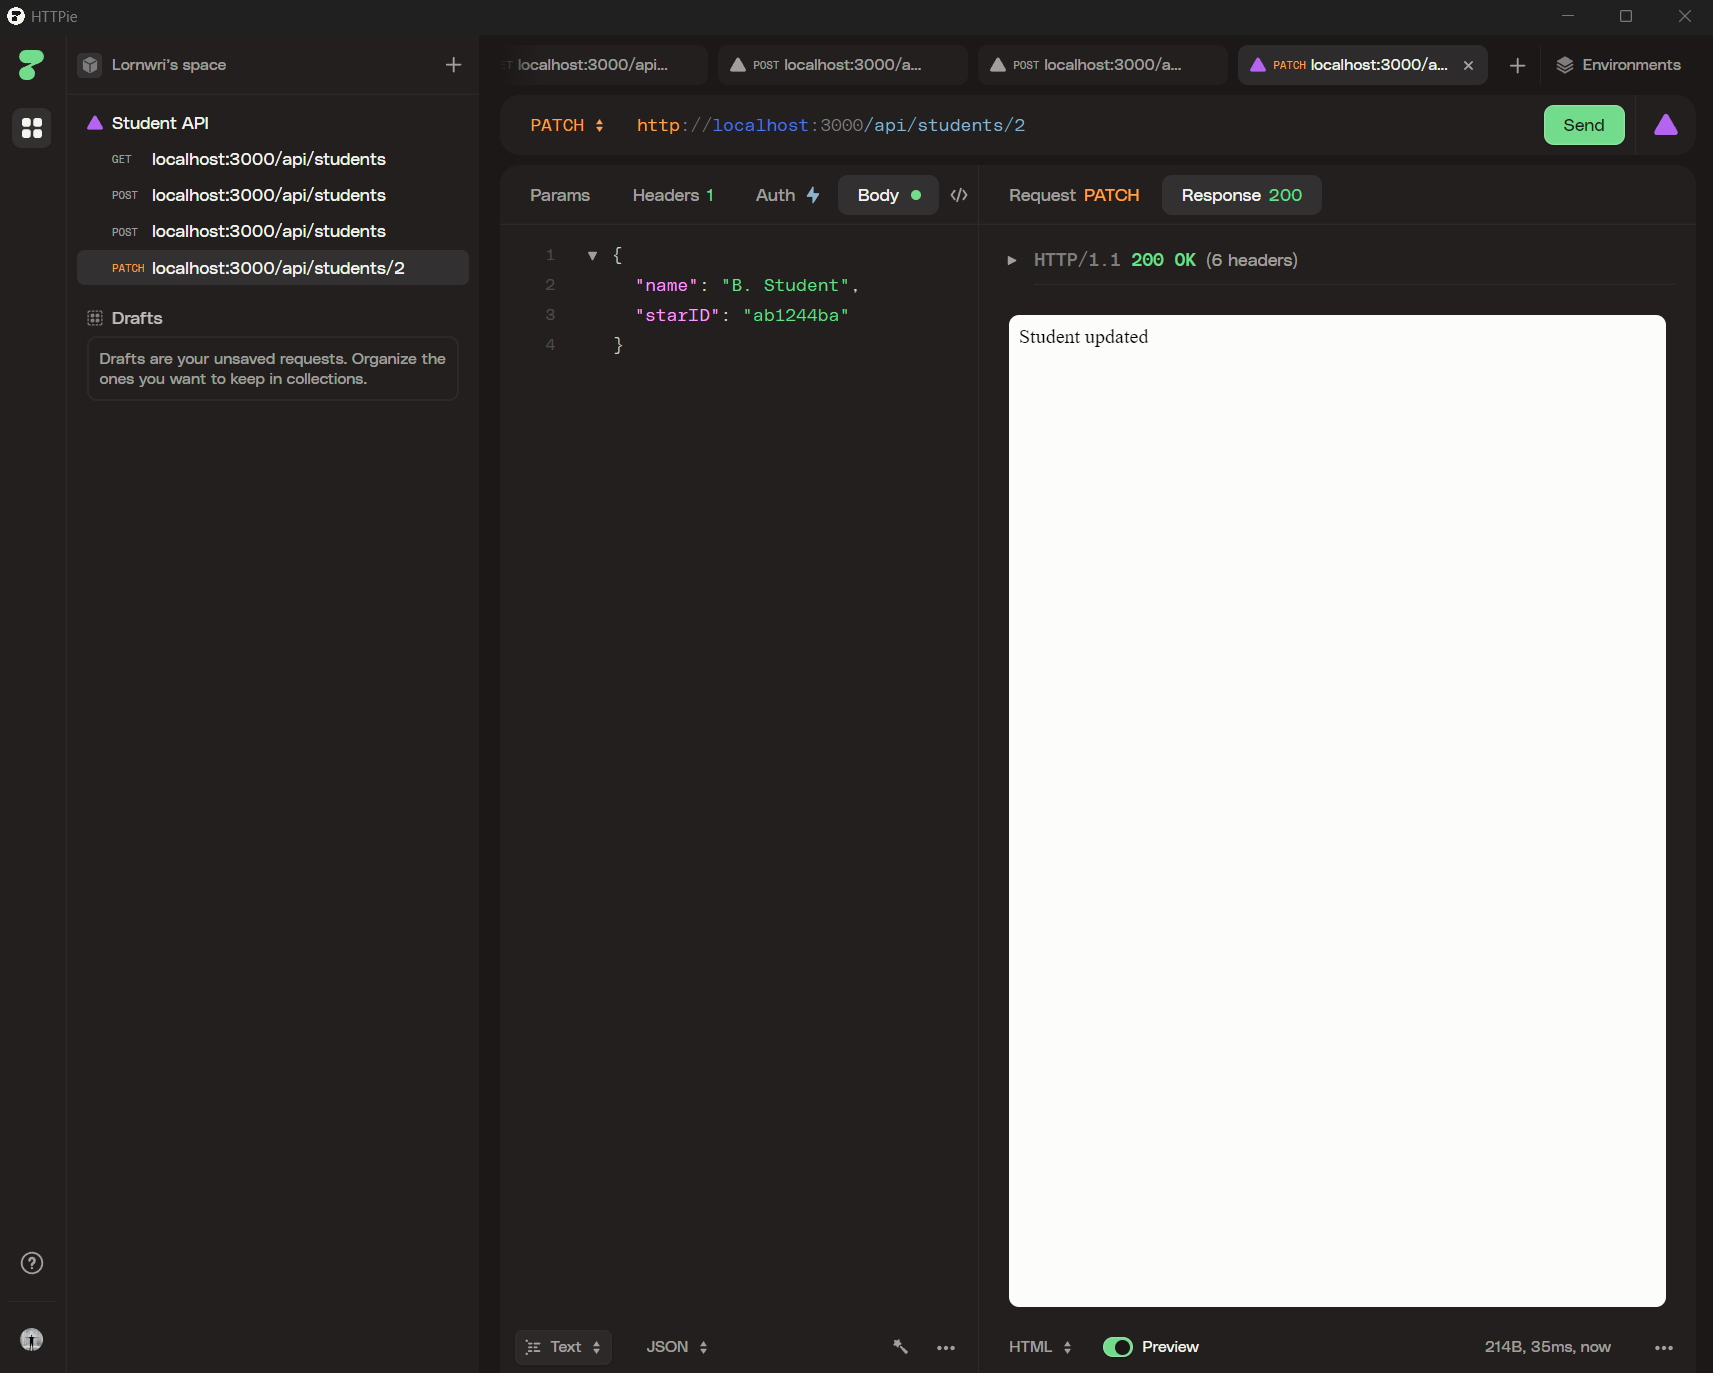 HTTPie
Lornwri's space
Student API
GET localhost:3000/api/students
POST localhost:3000/api/students
POST localhost:3000/api/students
PATCH localhost:3000/api/students/2
Drafts
Drafts are your unsaved requests. Organize the
ones you want to keep in collections.
localhost:3000/api...
POST localhost:3000/a...
POST localhost:3000/a...
PATCH localhost:3000/a...
Environments
PATCH http://localhost:3000/api/students/2
Send
Params Headers 1 Auth Body </>
1 {
2 "name": "B. Student",
3 "starID": "ab1244ba"
4 }
Text JSON
Request PATCH Response 200
HTTP/1.1 200 OK (6 headers)
Student updated
HTML Preview 214B, 35ms, now